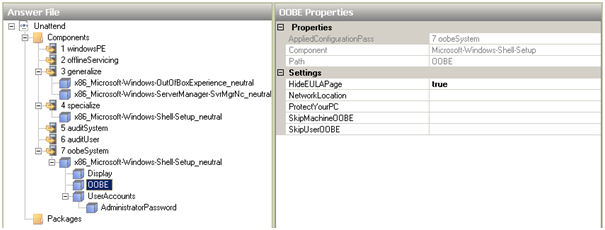 Answer File
Unattend
Components
1 windowsPE
2 offlineServicing
3 generalize
x86_Microsoft-Windows-OutOfBoxExperience_neutral
x86_Microsoft-Windows-ServerManager-SvrMgrNc_neutral
4 specialize
x86_Microsoft-Windows-Shell-Setup_neutral
5 auditSystem
6 auditUser
7 oobeSystem
x86_Microsoft-Windows-Shell-Setup_neutral
Display
OOBE
UserAccounts
AdministratorPassword
Packages
OOBE Properties
Properties
AppliedConfigurationPass 7 oobeSystem
Component Microsoft-Windows-Shell-Setup
Path OOBE
Settings
HideEULAPage true
NetworkLocation
ProtectYourPC
SkipMachineOOBE
SkipUserOOBE